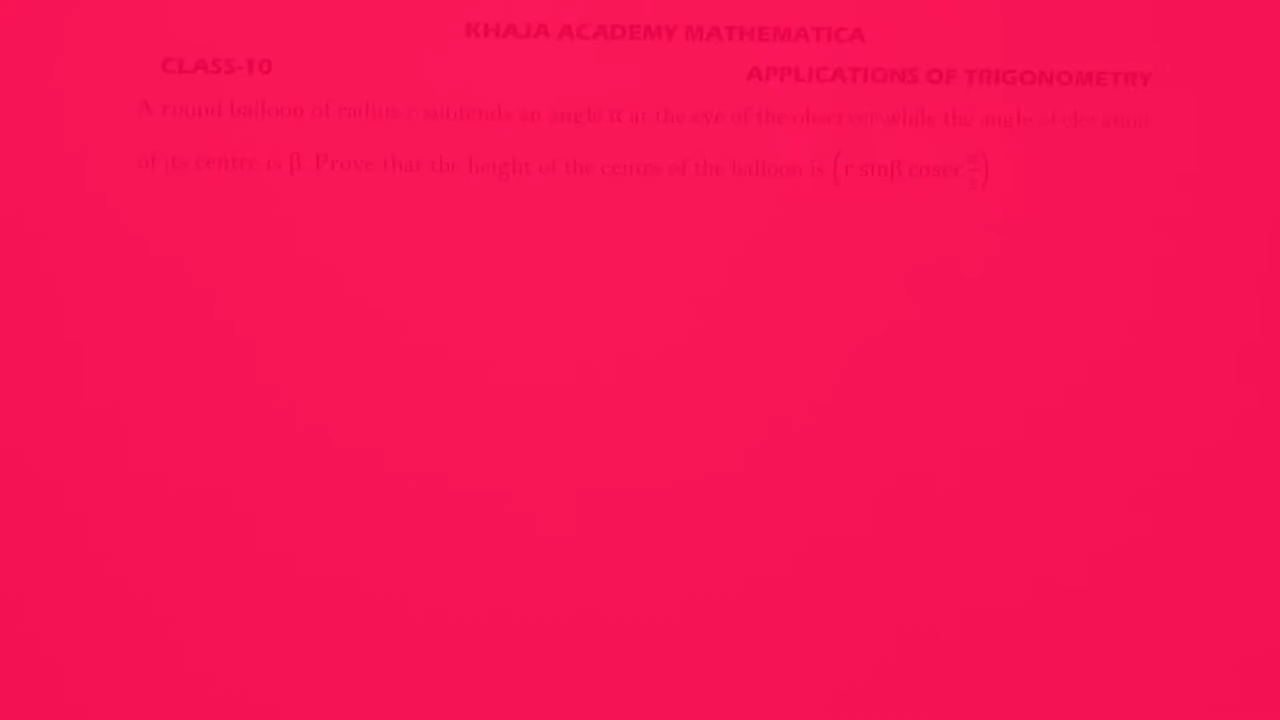 KHAJA ACADEMY MATHEMATICA
CLASS-10
APPLICATIONS OF TRIGONOMETRY
A round balloon of radius r subtends an angle α at the eye of the observer while the angle of elevation
of its centre is β. Prove that the height of the centre of the balloon is (r sinβ cosec α/2)